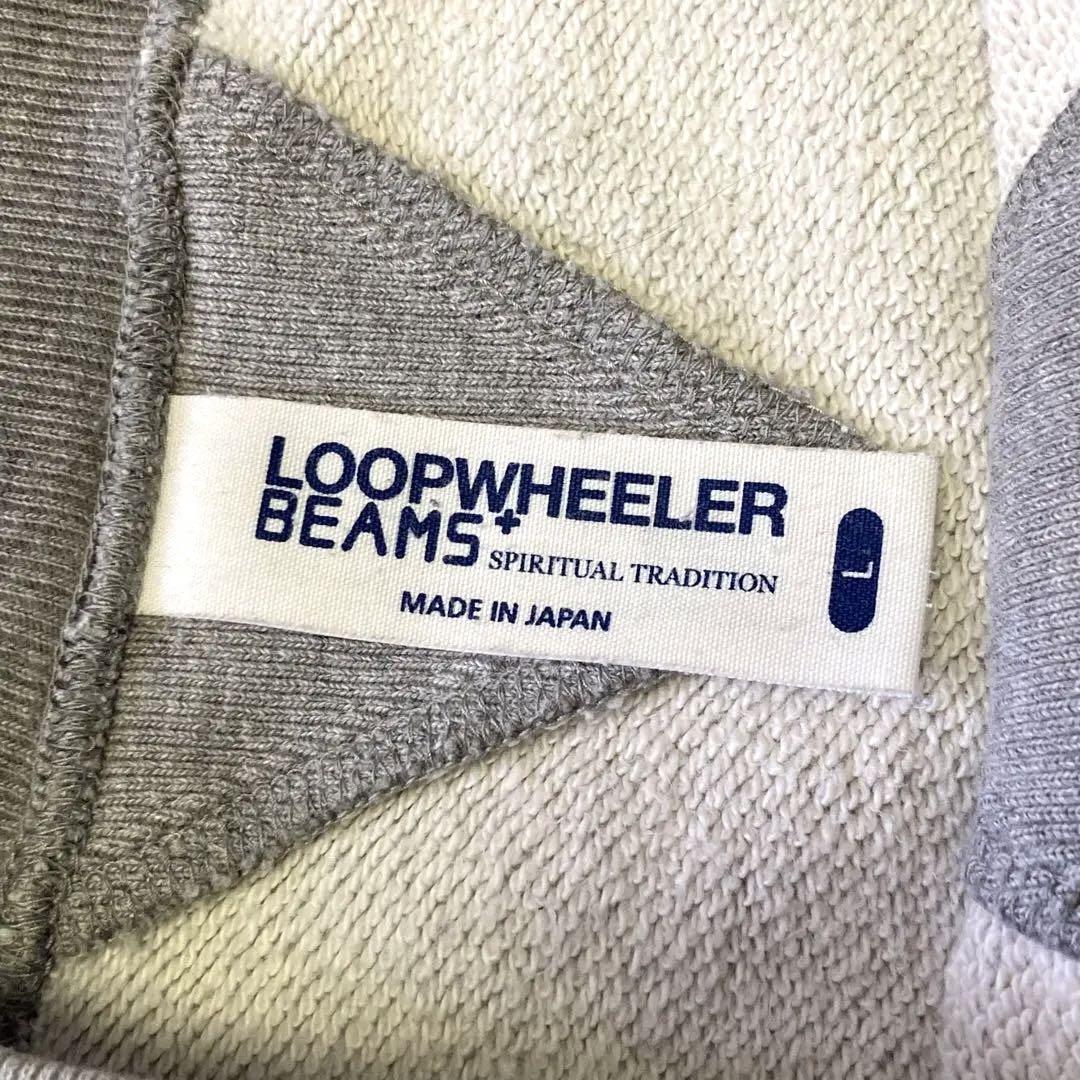 LOOPWHEELER
BEAMS+
SPIRITUAL TRADITION
MADE IN JAPAN
L